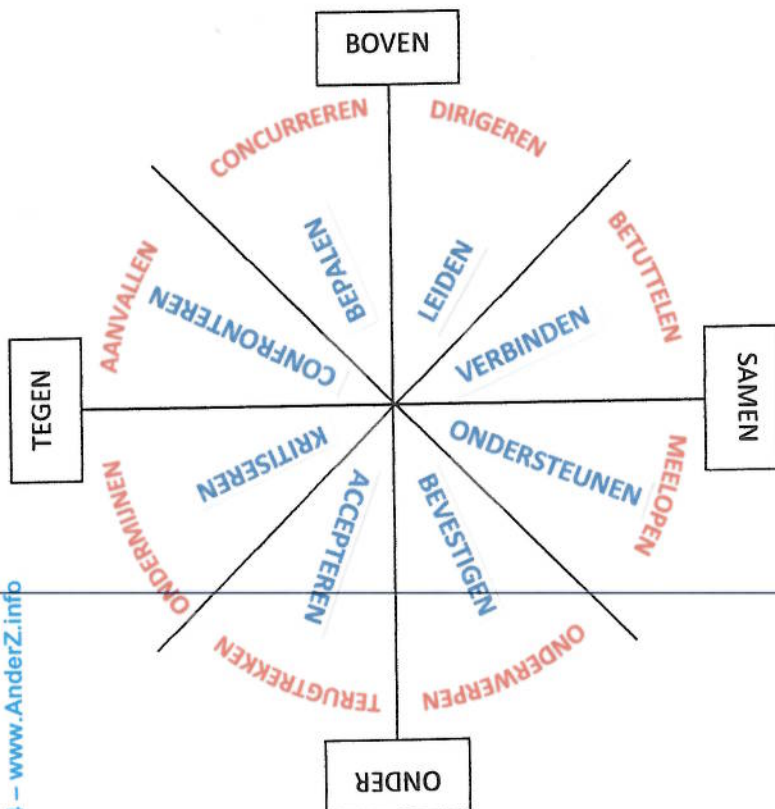 BOVEN
CONCURREREN
DIRIGEREN
BEPALEN
LEIDEN
AANVALLEN
CONFRONTEREN
BETUTTELEN
VERBINDEN
TEGEN
SAMEN
KRITISEREN
ONDERSTEUNEN
ONDERMIJNEN
MEELOPEN
ACCEPTEREN
BEVESTIGEN
TERUGTREKKEN
ONDERWERPEN
ONDER
– www.AnderZ.info